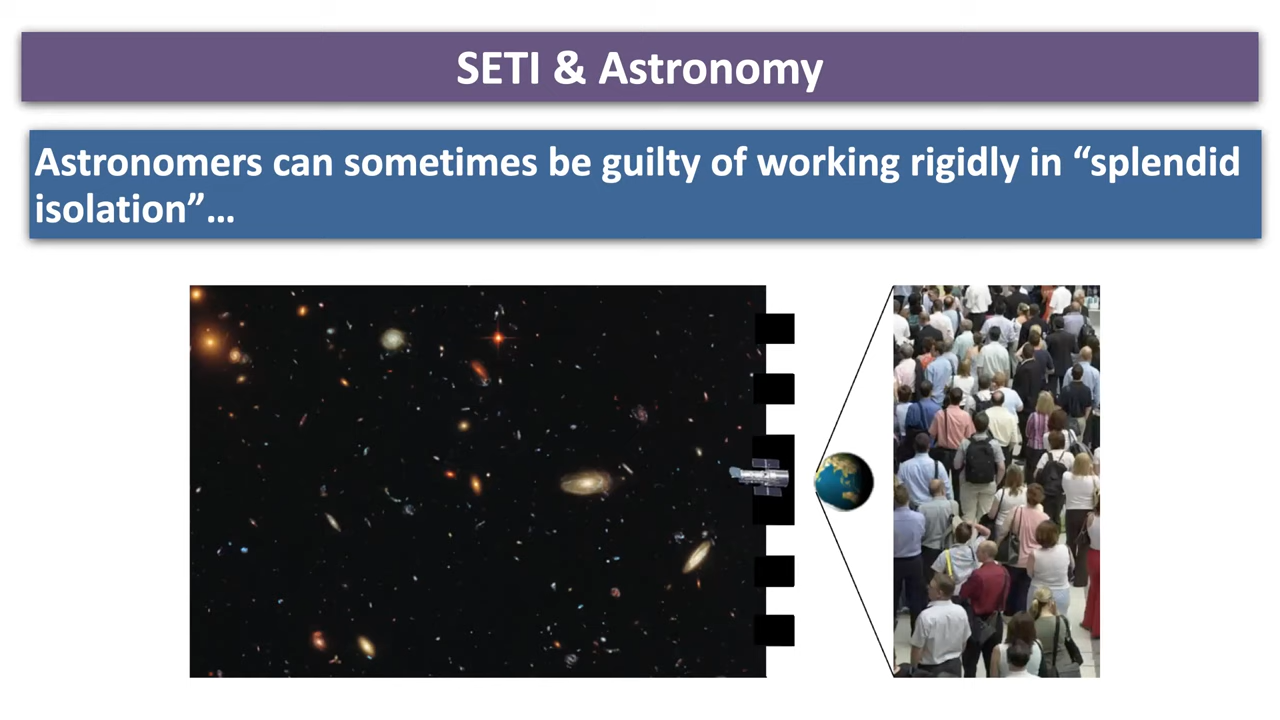 SETI & Astronomy
Astronomers can sometimes be guilty of working rigidly in “splendid
isolation”…